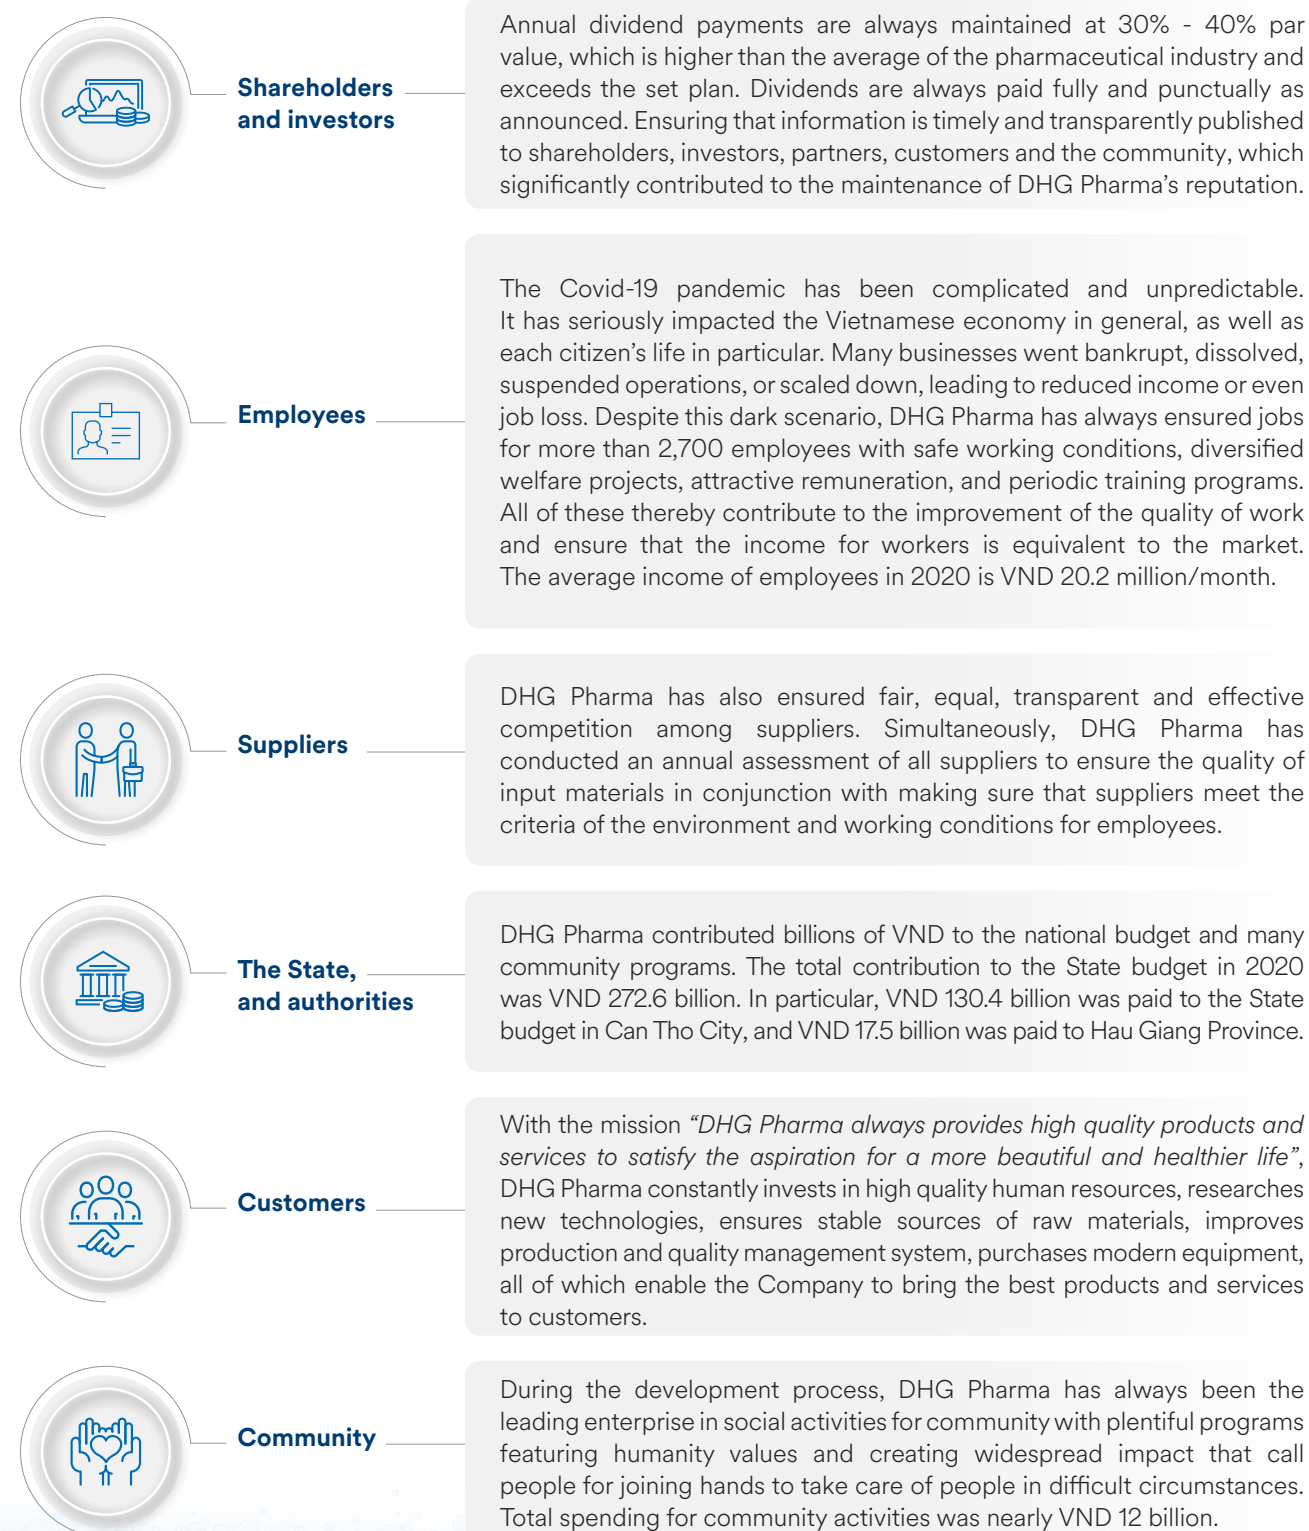 Shareholders
and investors
Annual dividend payments are always maintained at 30% - 40% par
value, which is higher than the average of the pharmaceutical industry and
exceeds the set plan. Dividends are always paid fully and punctually as
announced. Ensuring that information is timely and transparently published
to shareholders, investors, partners, customers and the community, which
significantly contributed to the maintenance of DHG Pharma’s reputation.
Employees
The Covid-19 pandemic has been complicated and unpredictable.
It has seriously impacted the Vietnamese economy in general, as well as
each citizen’s life in particular. Many businesses went bankrupt, dissolved,
suspended operations, or scaled down, leading to reduced income or even
job loss. Despite this dark scenario, DHG Pharma has always ensured jobs
for more than 2,700 employees with safe working conditions, diversified
welfare projects, attractive remuneration, and periodic training programs.
All of these thereby contribute to the improvement of the quality of work
and ensure that the income for workers is equivalent to the market.
The average income of employees in 2020 is VND 20.2 million/month.
Suppliers
DHG Pharma has also ensured fair, equal, transparent and effective
competition among suppliers. Simultaneously, DHG Pharma has
conducted an annual assessment of all suppliers to ensure the quality of
input materials in conjunction with making sure that suppliers meet the
criteria of the environment and working conditions for employees.
The State,
and authorities
DHG Pharma contributed billions of VND to the national budget and many
community programs. The total contribution to the State budget in 2020
was VND 272.6 billion. In particular, VND 130.4 billion was paid to the State
budget in Can Tho City, and VND 17.5 billion was paid to Hau Giang Province.
Customers
With the mission “DHG Pharma always provides high quality products and
services to satisfy the aspiration for a more beautiful and healthier life”,
DHG Pharma constantly invests in high quality human resources, researches
new technologies, ensures stable sources of raw materials, improves
production and quality management system, purchases modern equipment,
all of which enable the Company to bring the best products and services
to customers.
Community
During the development process, DHG Pharma has always been the
leading enterprise in social activities for community with plentiful programs
featuring humanity values and creating widespread impact that call
people for joining hands to take care of people in difficult circumstances.
Total spending for community activities was nearly VND 12 billion.